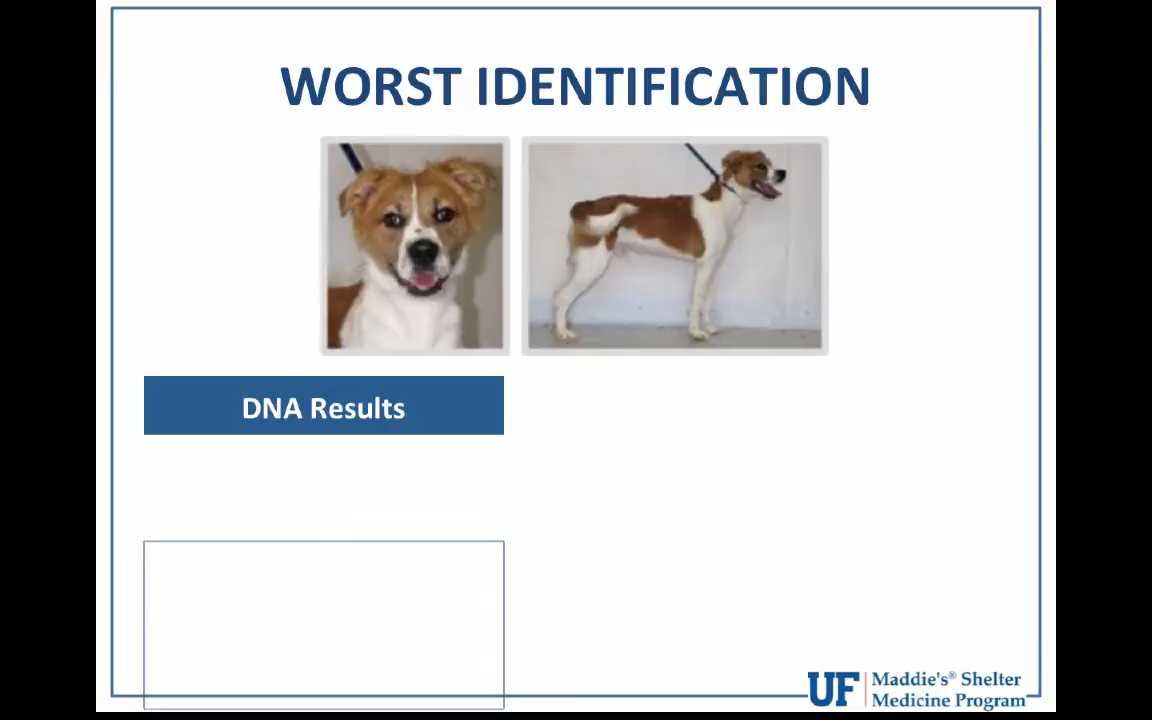 WORST IDENTIFICATION
DNA Results
UF
Maddie's® Shelter
Medicine Program